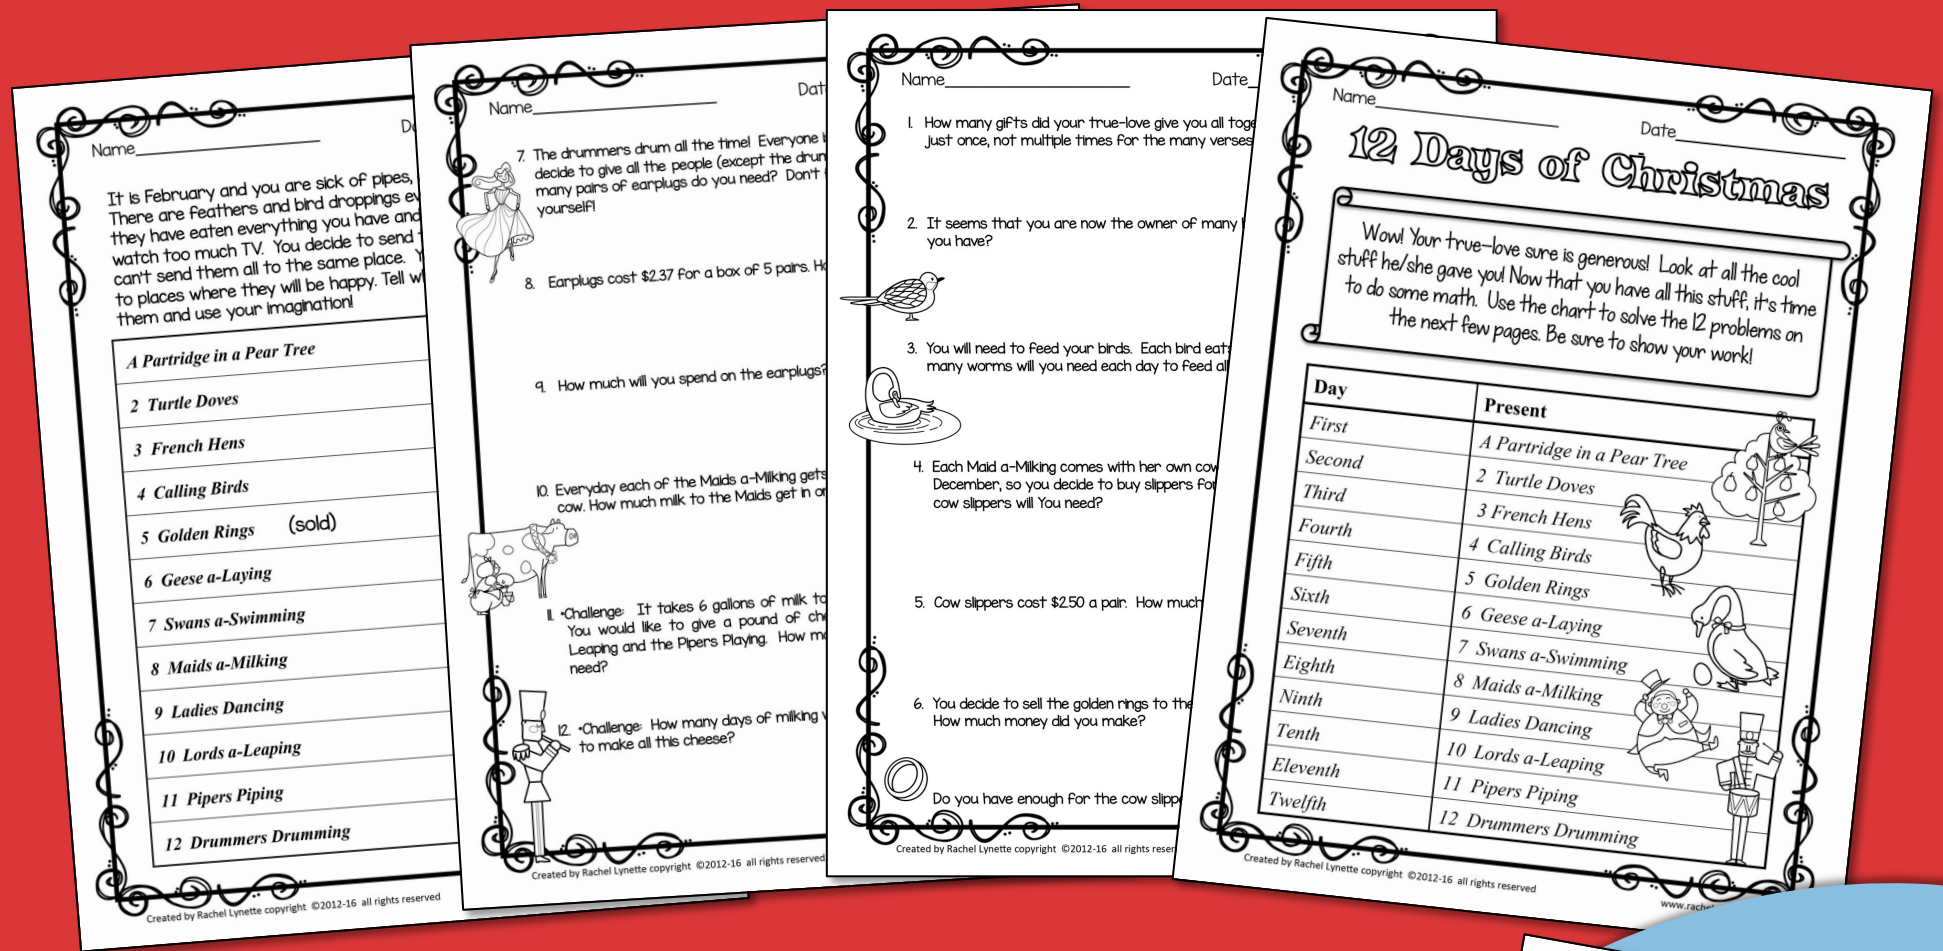 Name
It is February and you are sick of pipes,
There are feathers and bird droppings
they have eaten everything you have and
watch too much TV. You decide to send
can't send them all to the same place.
to places where they will be happy. Tell
them and use your imagination!
A Partridge in a Pear Tree
2 Turtle Doves
3 French Hens
4 Calling Birds
5 Golden Rings (sold)
6 Geese a-Laying
7 Swans a-Swimming
8 Maids a-Milking
9 Ladies Dancing
10 Lords a-Leaping
11 Pipers Piping
12 Drummers Drumming
Created by Rachel Lynette copyright ©2012-16 all rights reserved
Name
7. The drummers drum all the time! Everyone
decide to give all the people (except the
many pairs of earplugs do you need? Don't
yourself!
8. Earplugs cost $2.37 for a box of 5 pairs.
9. How much will you spend on the earplugs?
10. Everyday each of the Maids a-Milking gets
cow. How much milk to the Maids get in
11. •Challenge: It takes 6 gallons of milk to
You would like to give a pound of
Leaping and the Pipers Playing. How
need?
12. •Challenge: How many days of milking
to make all this cheese?
Created by Rachel Lynette copyright ©2012-16 all rights reserved
Name Date
1. How many gifts did your true-love give you all
Just once, not multiple times for the many verses
2. It seems that you are now the owner of many
you have?
3. You will need to feed your birds. Each bird
many worms will you need each day to feed
4. Each Maid a-Milking comes with her own
December, so you decide to buy slippers
cow slippers will You need?
5. Cow slippers cost $2.50 a pair. How much
6. You decide to sell the golden rings to the
How much money did you make?
Do you have enough for the cow
Created by Rachel Lynette copyright ©2012-16 all rights
Name
Date
12 Days of Christmas
Wow! Your true-love sure is generous! Look at all the cool
stuff he/she gave you! Now that you have all this stuff, it's time
to do some math. Use the chart to solve the 12 problems on
the next few pages. Be sure to show your work!
Day Present
First A Partridge in a Pear Tree
Second 2 Turtle Doves
Third 3 French Hens
Fourth 4 Calling Birds
Fifth 5 Golden Rings
Sixth 6 Geese a-Laying
Seventh 7 Swans a-Swimming
Eighth 8 Maids a-Milking
Ninth 9 Ladies Dancing
Tenth 10 Lords a-Leaping
Eleventh 11 Pipers Piping
Twelfth 12 Drummers Drumming
Created by Rachel Lynette copyright ©2012-16 all rights reserved